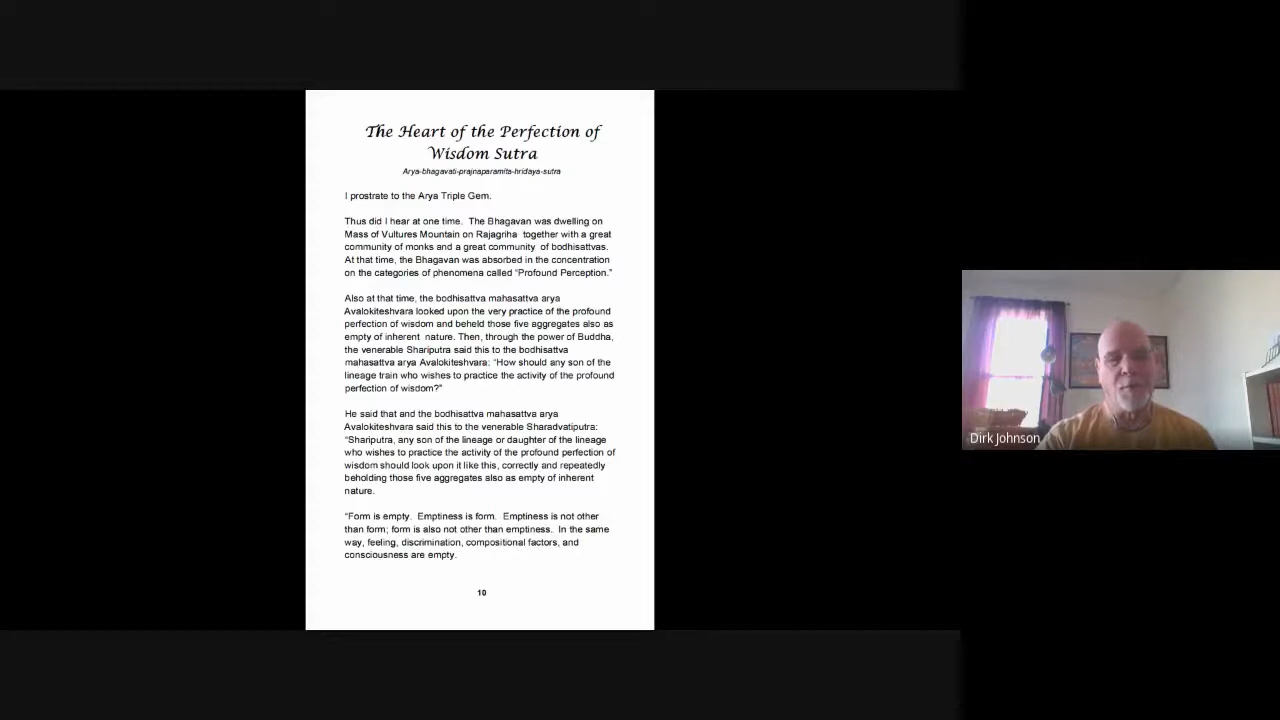 The Heart of the Perfection of
Wisdom Sutra
Arya-bhagavati-prajnaparamita-hridaya-sutra
I prostrate to the Arya Triple Gem.
Thus did I hear at one time.  The Bhagavan was dwelling on
Mass of Vultures Mountain on Rajagriha  together with a great
community of monks and a great community  of bodhisattvas.
At that time, the Bhagavan was absorbed in the concentration
on the categories of phenomena called “Profound Perception.”
Also at that time, the bodhisattva mahasattva arya
Avalokiteshvara looked upon the very practice of the profound
perfection of wisdom and beheld those five aggregates also as
empty of inherent  nature. Then, through the power of Buddha,
the venerable Shariputra said this to the bodhisattva
mahasattva arya Avalokiteshvara: “How should any son of the
lineage train who wishes to practice the activity of the profound
perfection of wisdom?”
He said that and the bodhisattva mahasattva arya
Avalokiteshvara said this to the venerable Sharadvatiputra:
“Shariputra, any son of the lineage or daughter of the lineage
who wishes to practice the activity of the profound perfection of
wisdom should look upon it like this, correctly and repeatedly
beholding those five aggregates also as empty of inherent
nature.
“Form is empty.  Emptiness is form.  Emptiness is not other
than form; form is also not other than emptiness.  In the same
way, feeling, discrimination, compositional factors, and
consciousness are empty.
10
Dirk Johnson